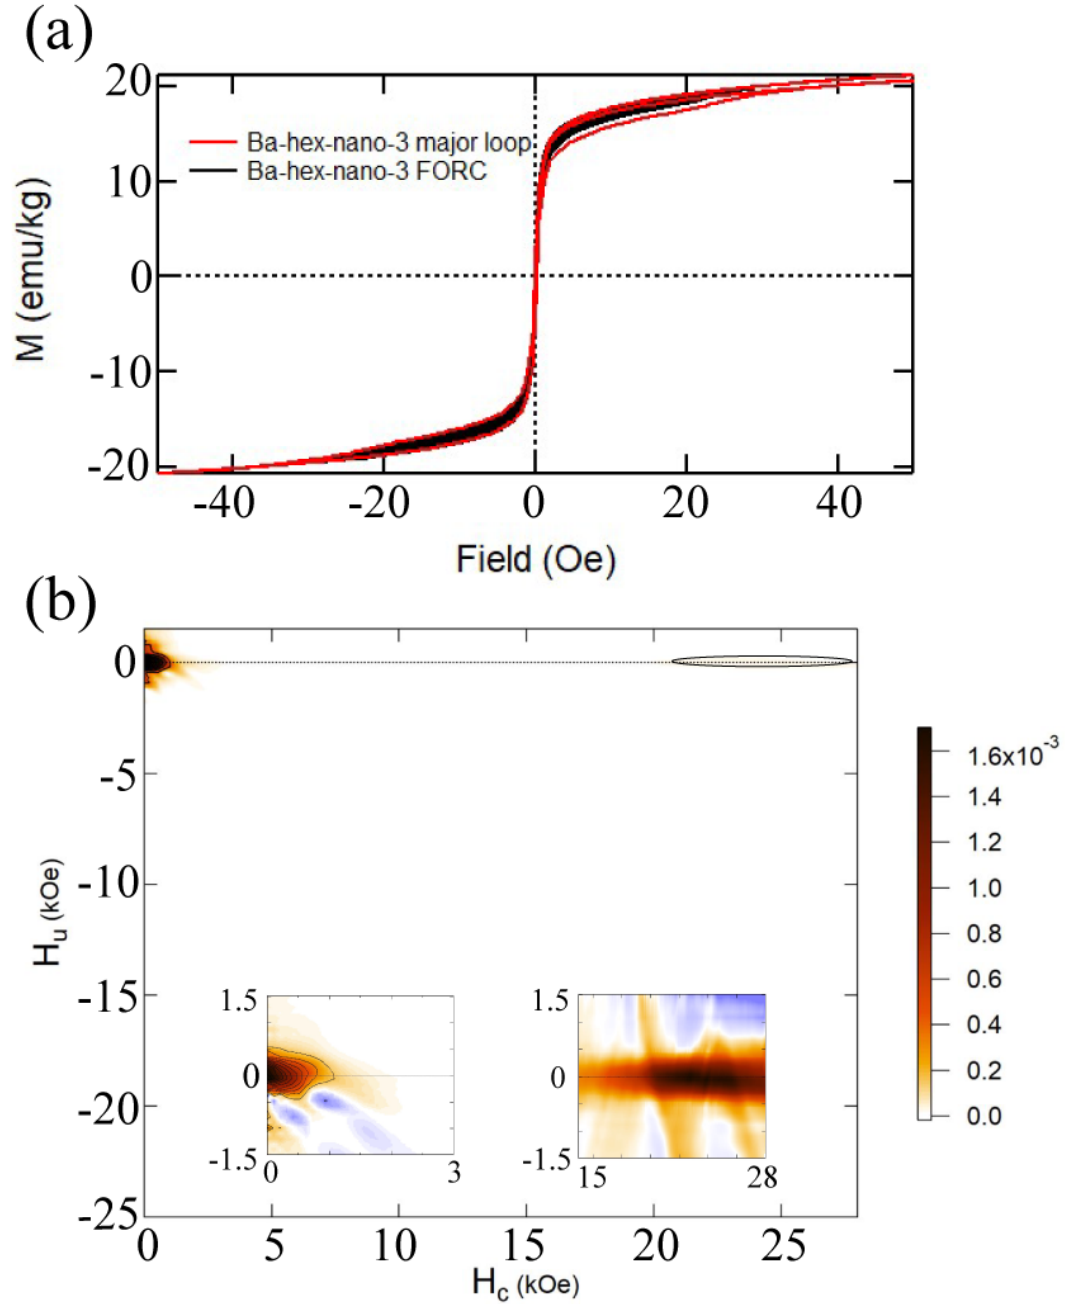 (a)
20
10
0
-10
-20
M (emu/kg)
Ba-hex-nano-3 major loop
Ba-hex-nano-3 FORC
-40 -20 0 20 40
Field (Oe)
(b)
0
-5
-10
-15
-20
-25
Hu (kOe)
1.5
0
-1.5
0 3
1.5
0
-1.5
15 28
0 5 10 15 20 25
Hc (kOe)
1.6x10-3
1.4
1.2
1.0
0.8
0.6
0.4
0.2
0.0